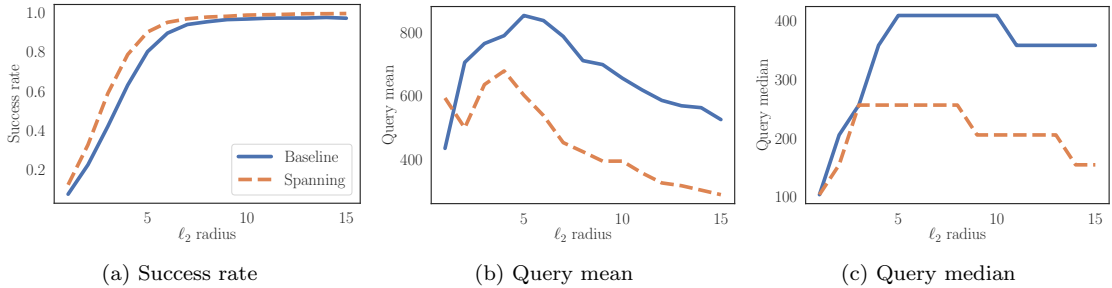 1.0
0.8
0.6
0.4
0.2
Success rate
Baseline
Spanning
5
10
15
ℓ₂ radius
(a) Success rate
800
600
400
Query mean
5
10
15
ℓ₂ radius
(b) Query mean
400
300
200
100
Query median
5
10
15
ℓ₂ radius
(c) Query median